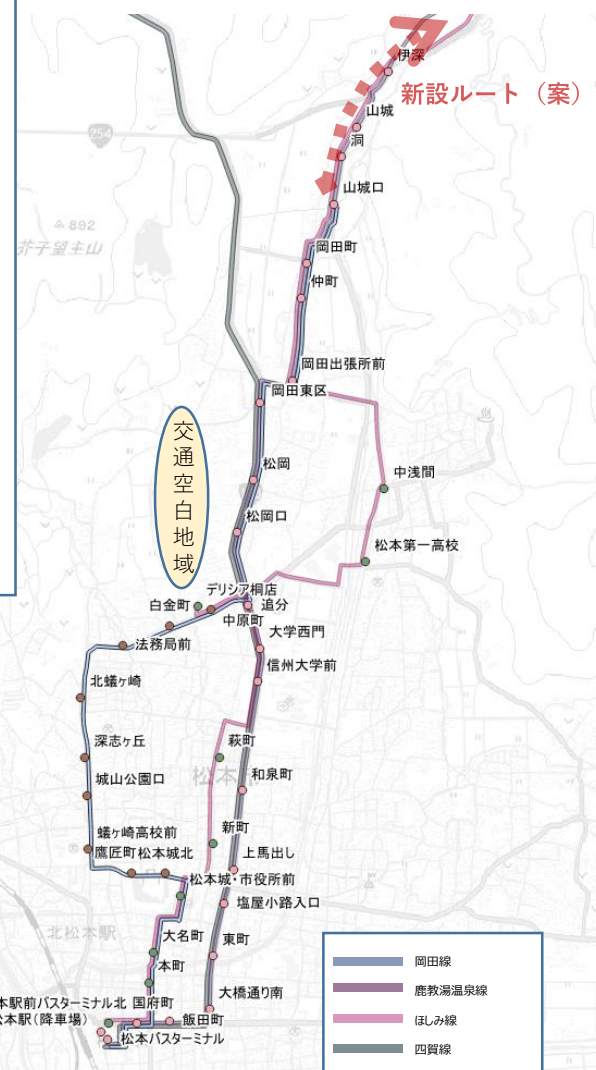 伊深
新設ルート（案）
山城
洞
254
山城口
892
芥子望主山
岡田町
仲町
岡田出張所前
岡田東区
交通空白地域
松岡
中浅間
松岡口
松本第一高校
デリシア桐店
白金町
追分
中原町
大学西門
法務局前
信州大学前
北蟻ヶ崎
深志ヶ丘
萩町
松本
和泉町
城山公園口
新町
蟻ヶ崎高校前
鷹匠町
松本城北
上馬出し
松本城・市役所前
塩屋小路入口
北松本駅
大名町
東町
本町
岡田線
鹿教湯温泉線
ほしみ線
四賀線
大橋通り南
本駅前バスターミナル北
国府町
本駅（降車場）
飯田町
松本バスターミナル